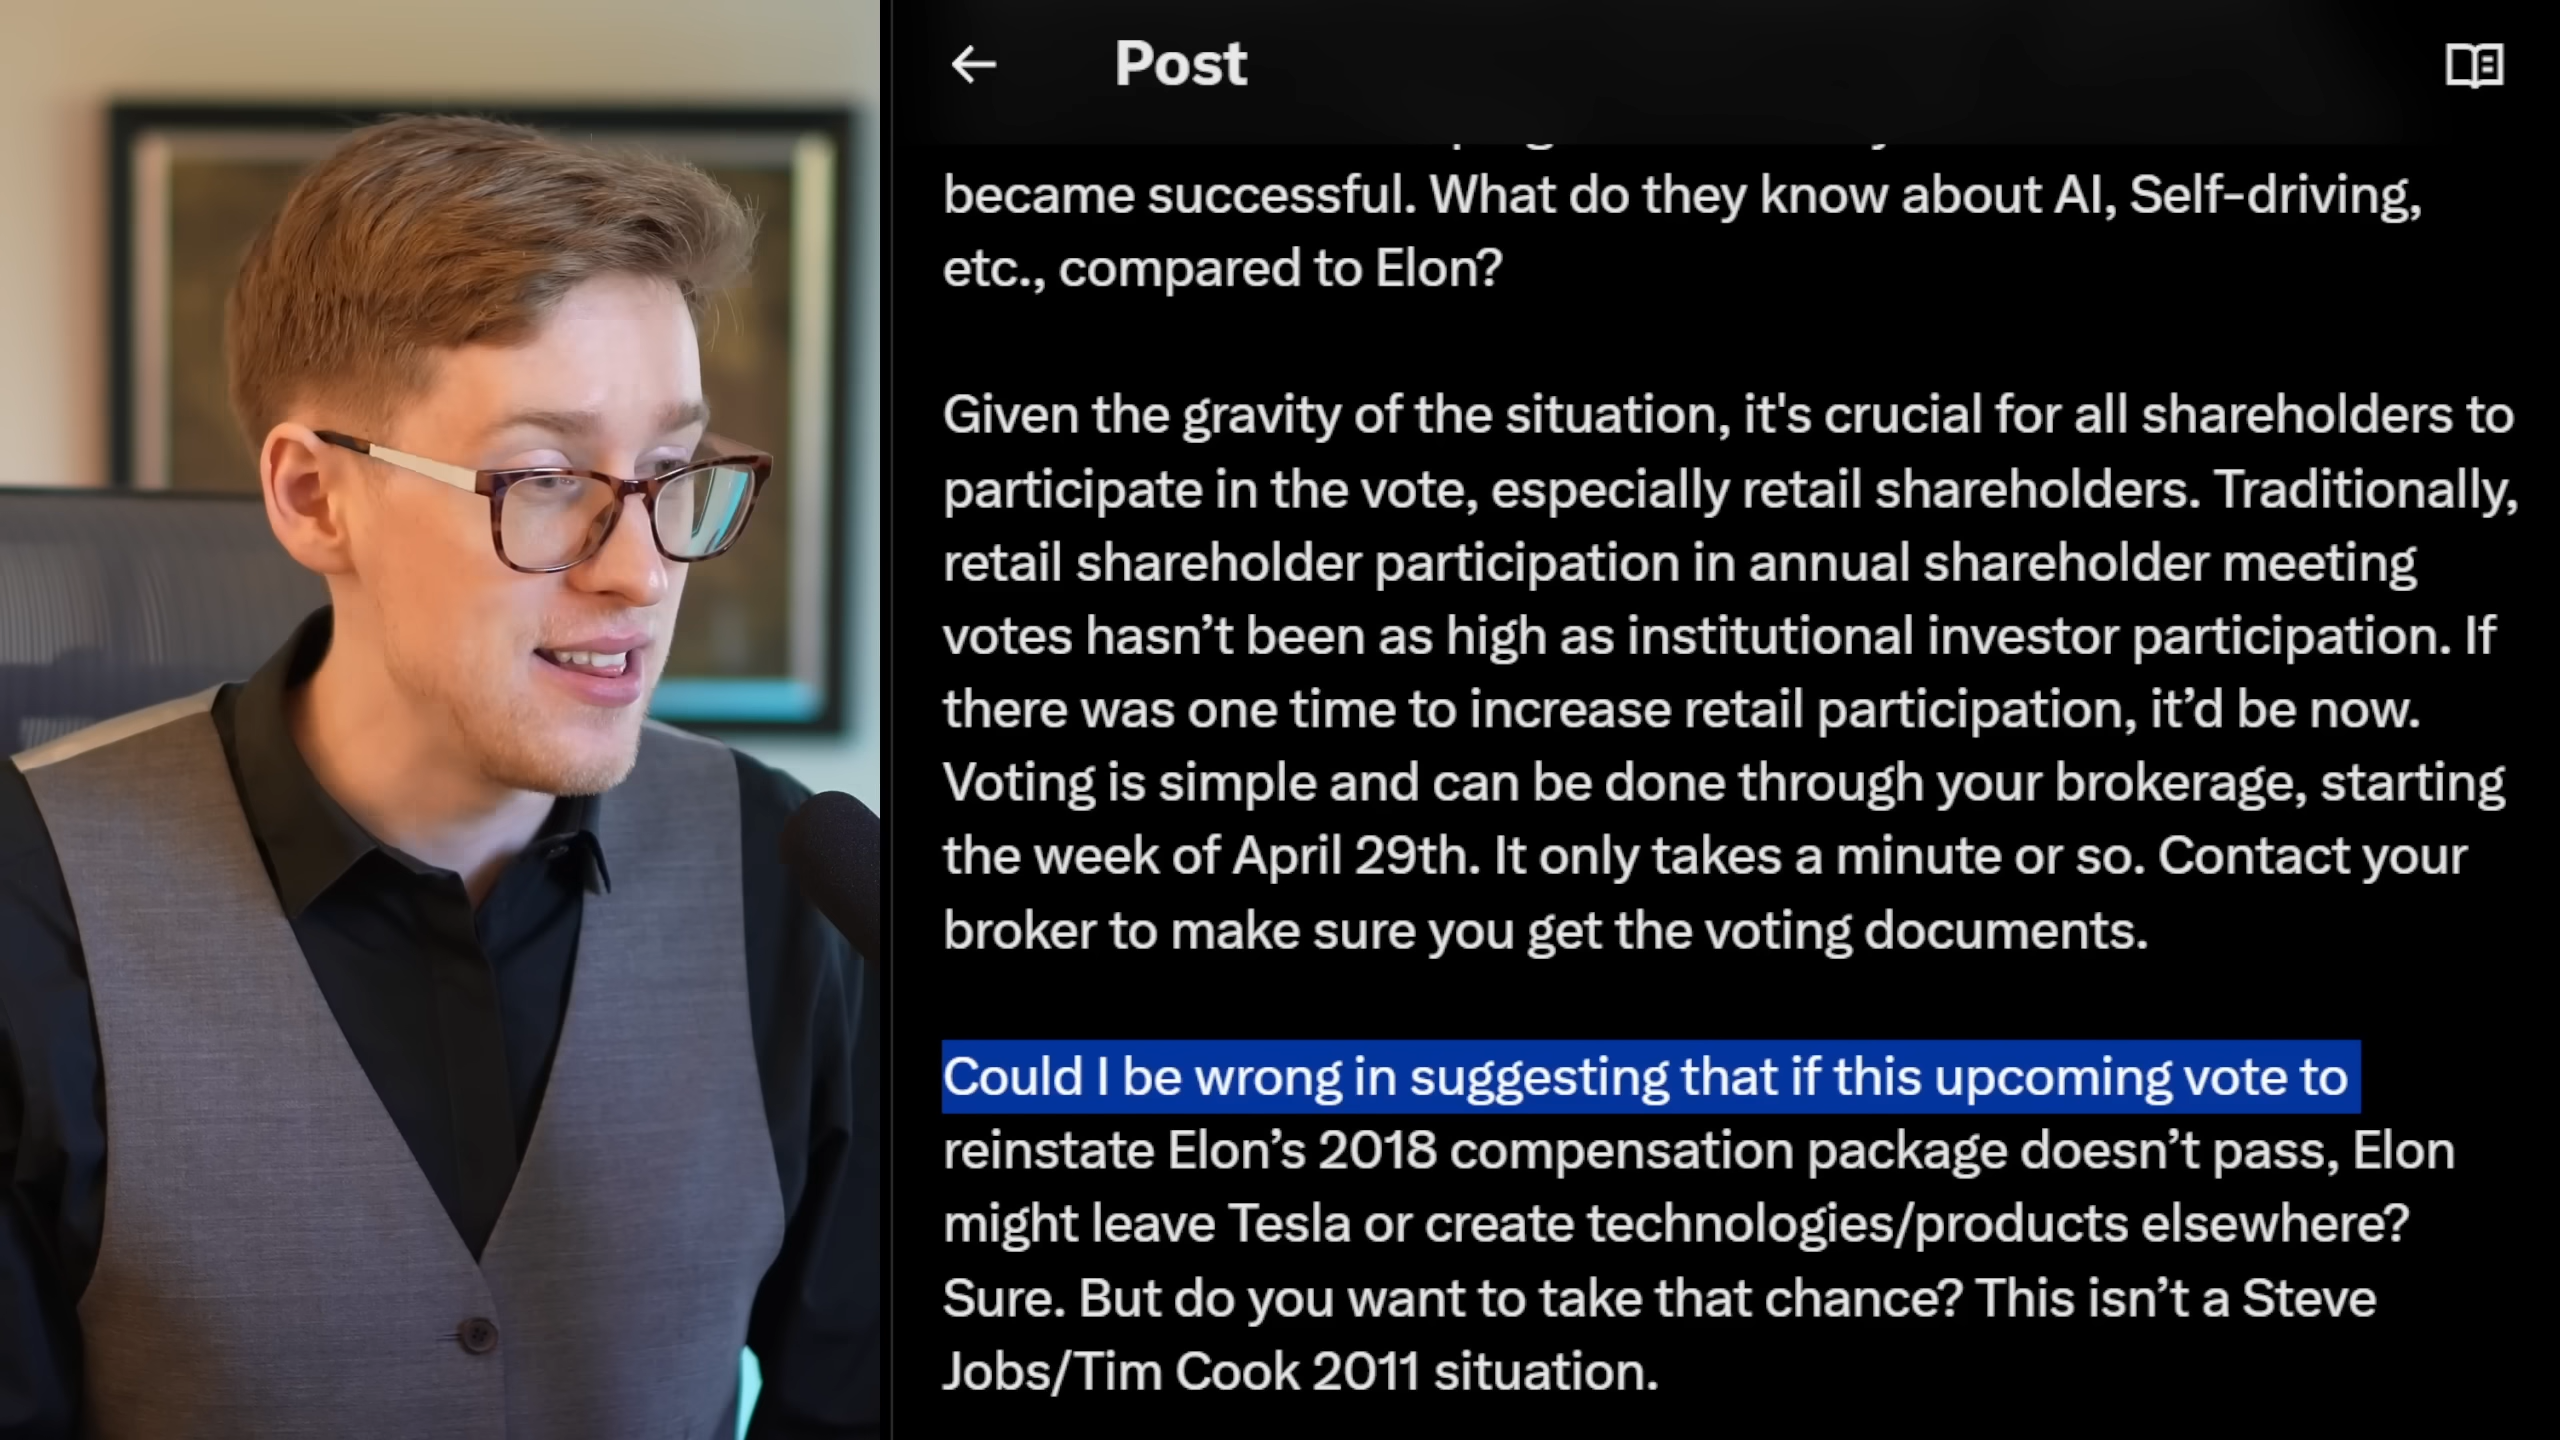 Post
became successful. What do they know about AI, Self-driving,
etc., compared to Elon?
Given the gravity of the situation, it's crucial for all shareholders to
participate in the vote, especially retail shareholders. Traditionally,
retail shareholder participation in annual shareholder meeting
votes hasn’t been as high as institutional investor participation. If
there was one time to increase retail participation, it’d be now.
Voting is simple and can be done through your brokerage, starting
the week of April 29th. It only takes a minute or so. Contact your
broker to make sure you get the voting documents.
Could I be wrong in suggesting that if this upcoming vote to
reinstate Elon’s 2018 compensation package doesn’t pass, Elon
might leave Tesla or create technologies/products elsewhere?
Sure. But do you want to take that chance? This isn’t a Steve
Jobs/Tim Cook 2011 situation.